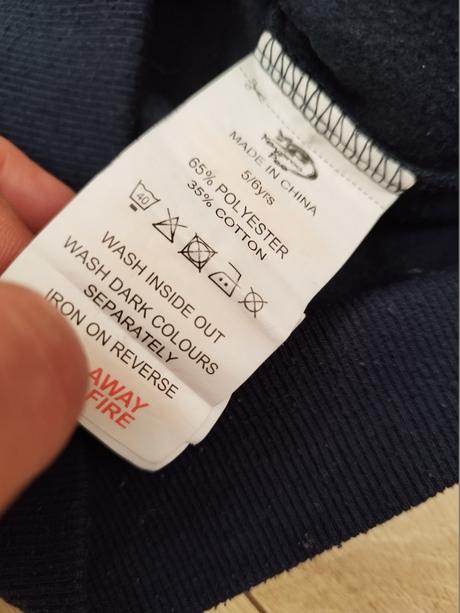 MADE IN CHINA
5/6yrs
65% POLYESTER
35% COTTON
40
WASH INSIDE OUT
WASH DARK COLOURS
SEPARATELY
IRON ON REVERSE
AWAY
FIRE